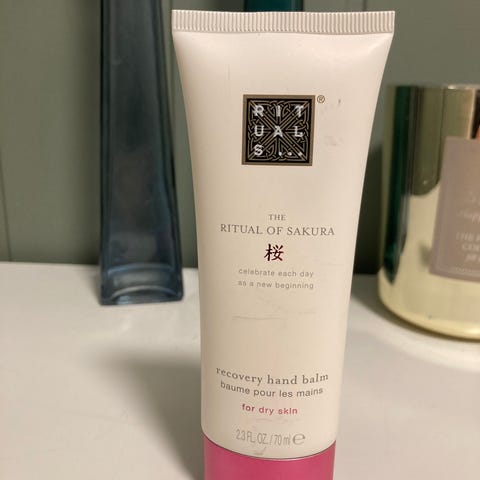 RIT
UAL
S...
®
THE
RITUAL OF SAKURA
桜
celebrate each day
as a new beginning
recovery hand balm
baume pour les mains
for dry skin
2.3 FL. OZ. / 70 ml ℮